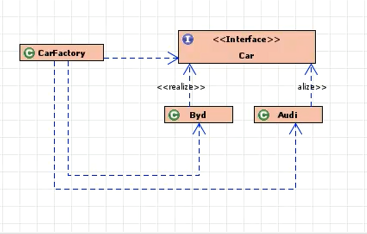 I
<<Interface>>
Car
C CarFactory
<<realize>>
alize>>
C Byd
C Audi